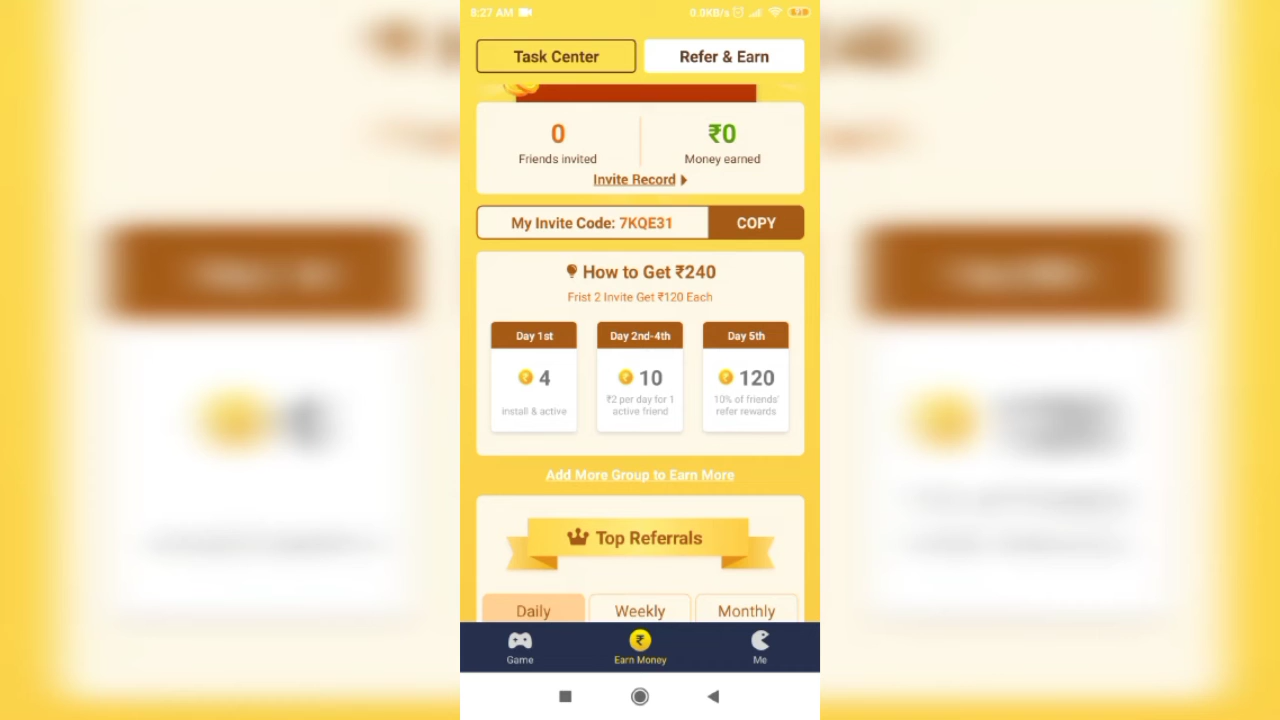 8:27 AM
0.0KB/s
Task Center
Refer & Earn
0
₹0
Friends invited
Money earned
Invite Record
My Invite Code: 7KQE31
COPY
How to Get ₹240
Frist 2 Invite Get ₹120 Each
Day 1st
Day 2nd-4th
Day 5th
4
10
120
install & active
₹2 per day for 1
active friend
10% of friends'
refer rewards
Add More Group to Earn More
Top Referrals
Daily
Weekly
Monthly
Game
Earn Money
Me